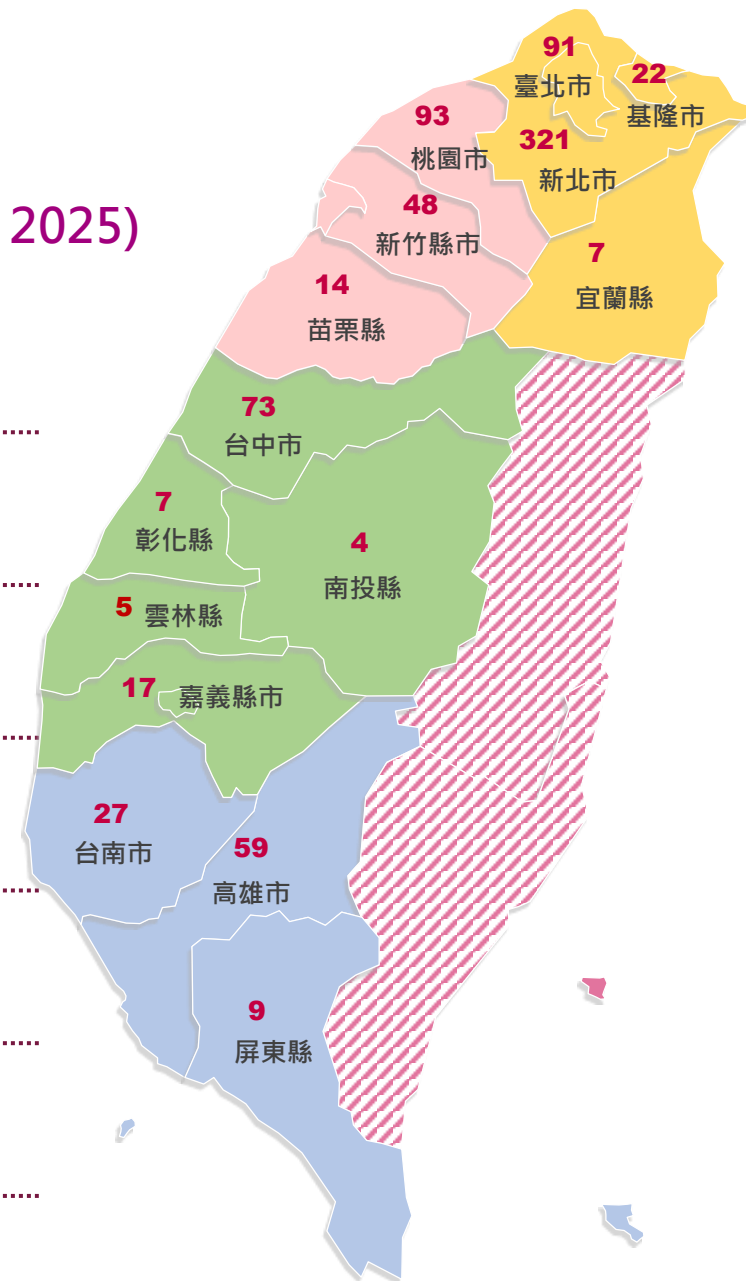 91
臺北市
22
基隆市
93
桃園市
321
新北市
2025)
48
新竹縣市
7
宜蘭縣
14
苗栗縣
73
台中市
7
彰化縣
4
南投縣
5 雲林縣
17 嘉義縣市
27
台南市
59
高雄市
9
屏東縣